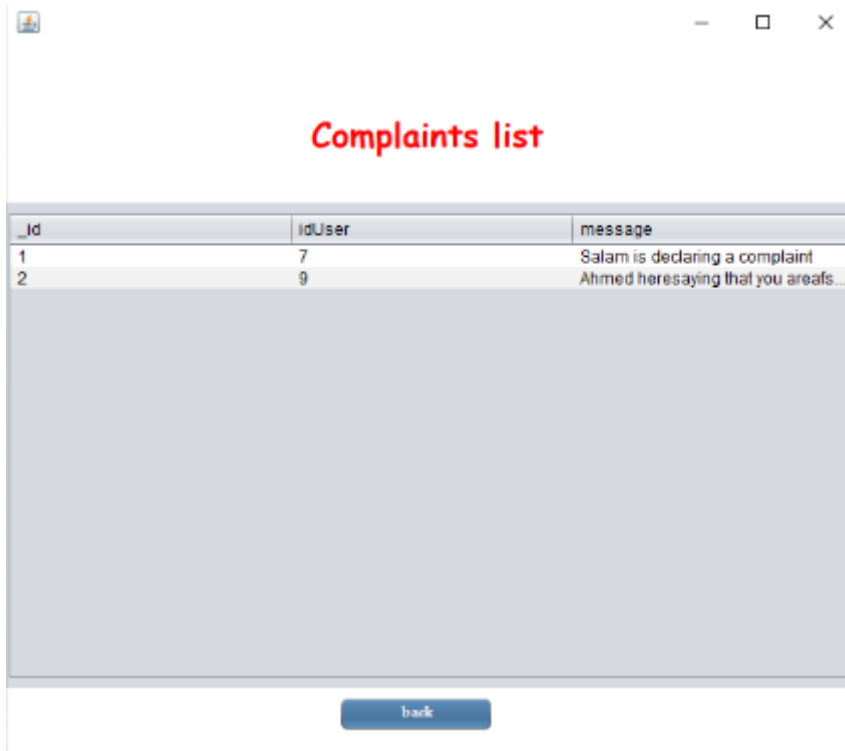 Complaints list
_id idUser message
1 7 Salam is declaring a complaint
2 9 Ahmed heresaying that you areafs...
back